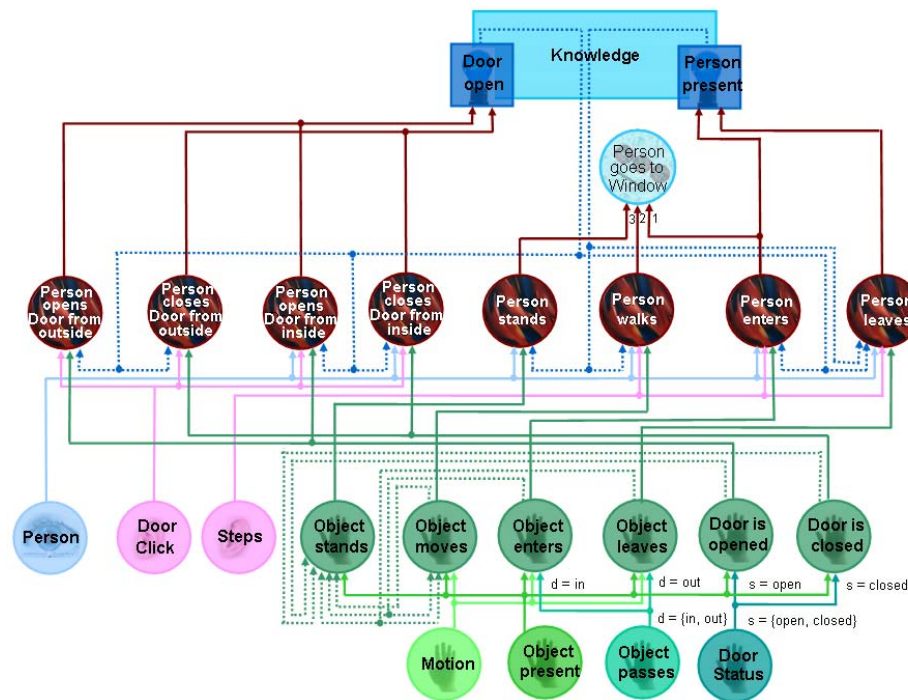 Knowledge
Door
open
Person
present
Person
goes to
Window
3 2 1
Person
opens
Door from
outside
Person
closes
Door from
outside
Person
opens
Door from
inside
Person
closes
Door from
inside
Person
stands
Person
walks
Person
enters
Person
leaves
Person
Door
Click
Steps
Object
stands
Object
moves
Object
enters
Object
leaves
Door is
opened
Door is
closed
d = in
d = out
s = open
s = closed
d = {in, out}
s = {open, closed}
Motion
Object
present
Object
passes
Door
Status